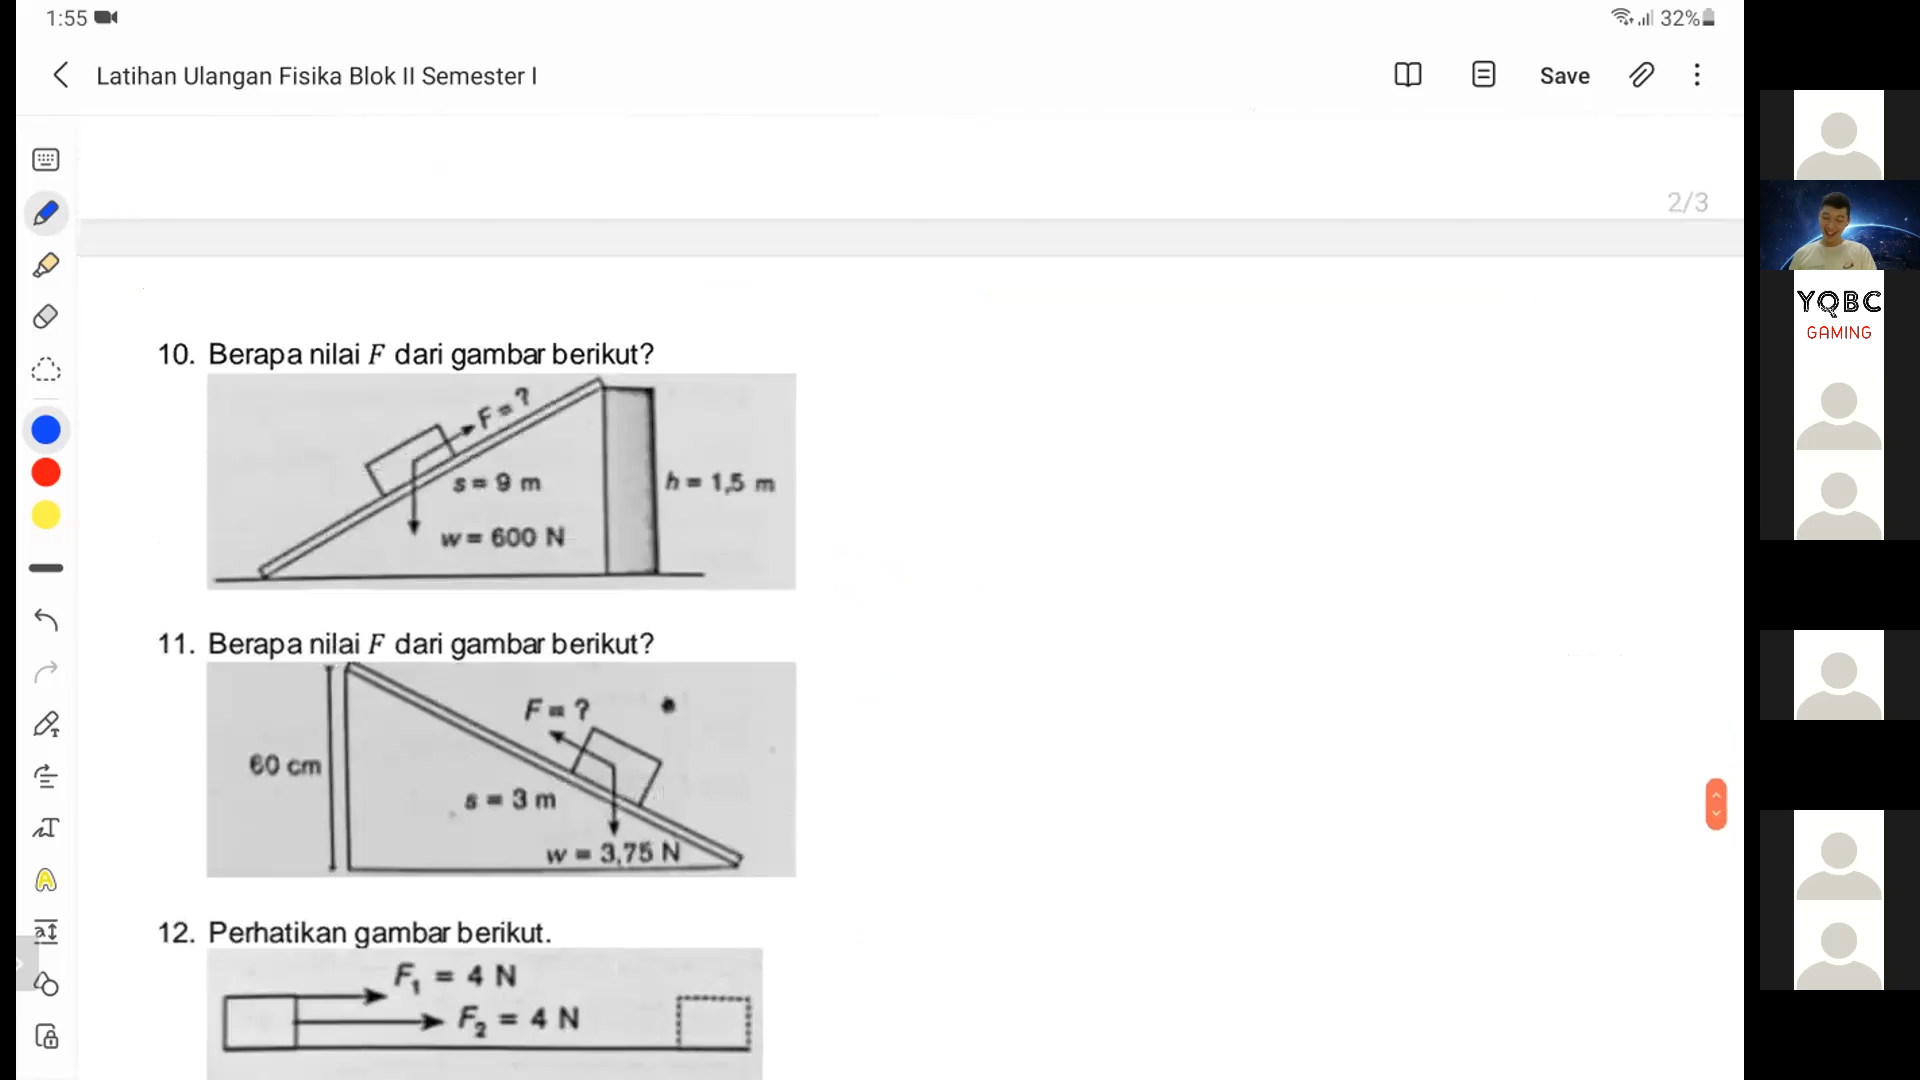 1:55
32%
Latihan Ulangan Fisika Blok II Semester I
Save
2/3
YQBC
GAMING
10. Berapa nilai F dari gambar berikut?
F = ?
s = 9 m
h = 1,5 m
w = 600 N
11. Berapa nilai F dari gambar berikut?
F = ?
60 cm
s = 3 m
w = 3,75 N
12. Perhatikan gambar berikut.
F₁ = 4 N
F₂ = 4 N